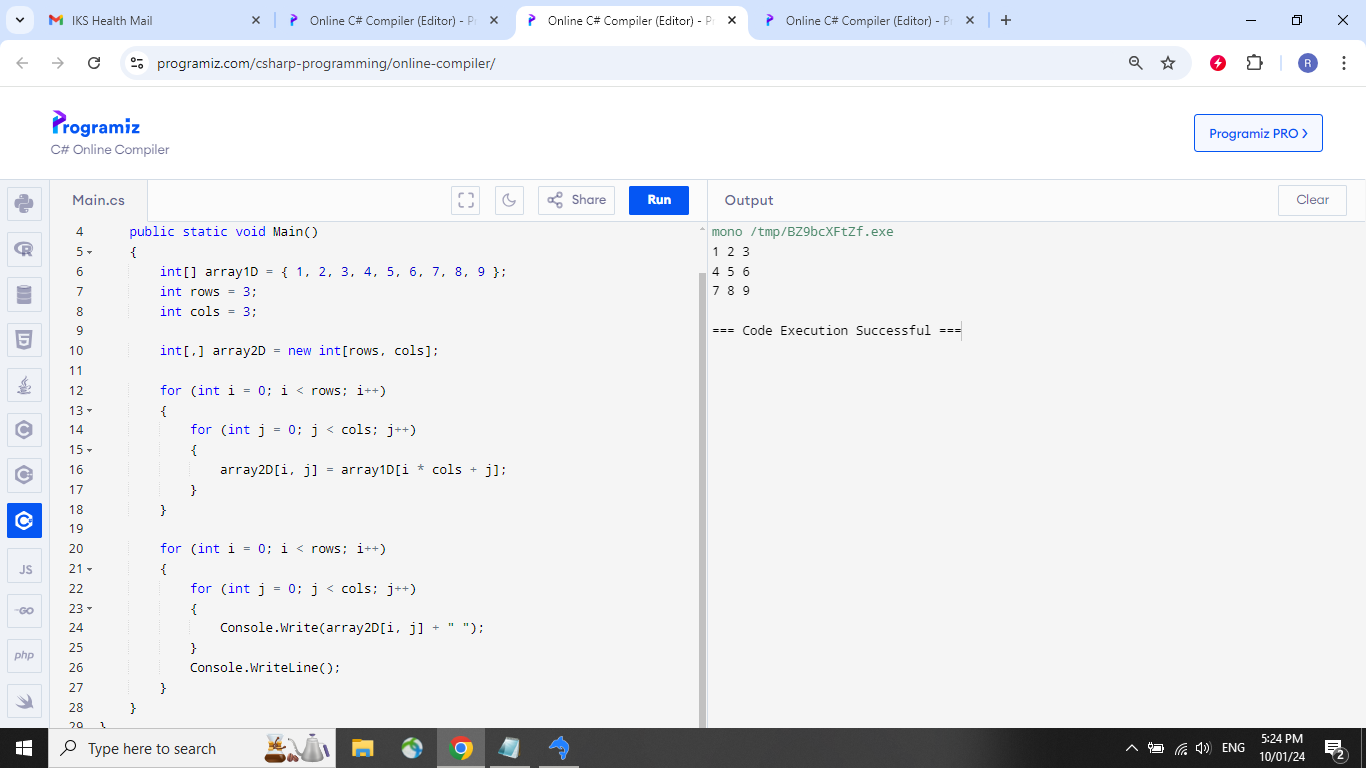 IKS Health Mail
Online C# Compiler (Editor) - P
Online C# Compiler (Editor) - P
Online C# Compiler (Editor) - P
programiz.com/csharp-programming/online-compiler/
R
Programiz
C# Online Compiler
Programiz PRO >
Main.cs
Share
Run
Output
Clear
4 public static void Main()
5 {
6 int[] array1D = { 1, 2, 3, 4, 5, 6, 7, 8, 9 };
7 int rows = 3;
8 int cols = 3;
9
10 int[,] array2D = new int[rows, cols];
11
12 for (int i = 0; i < rows; i++)
13 {
14 for (int j = 0; j < cols; j++)
15 {
16 array2D[i, j] = array1D[i * cols + j];
17 }
18 }
19
20 for (int i = 0; i < rows; i++)
21 {
22 for (int j = 0; j < cols; j++)
23 {
24 Console.Write(array2D[i, j] + " ");
25 }
26 Console.WriteLine();
27 }
28 }
29 }
mono /tmp/BZ9bcXFtZf.exe
1 2 3
4 5 6
7 8 9
=== Code Execution Successful ===
JS
GO
php
Type here to search
ENG
5:24 PM
10/01/24
2